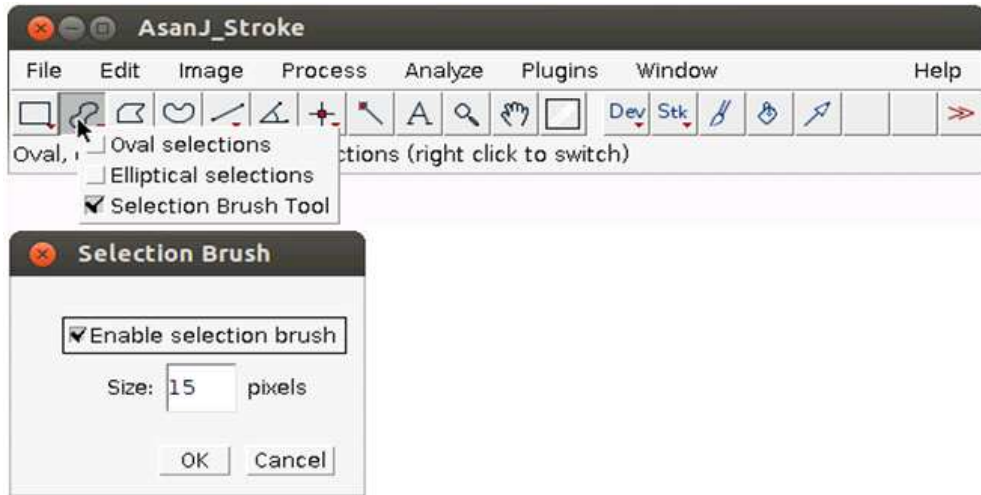 AsanJ_Stroke
File Edit Image Process Analyze Plugins Window Help
A Dev Stk >>
Oval, ctions (right click to switch)
Oval selections
Elliptical selections
Selection Brush Tool
Selection Brush
Enable selection brush
Size: 15 pixels
OK Cancel